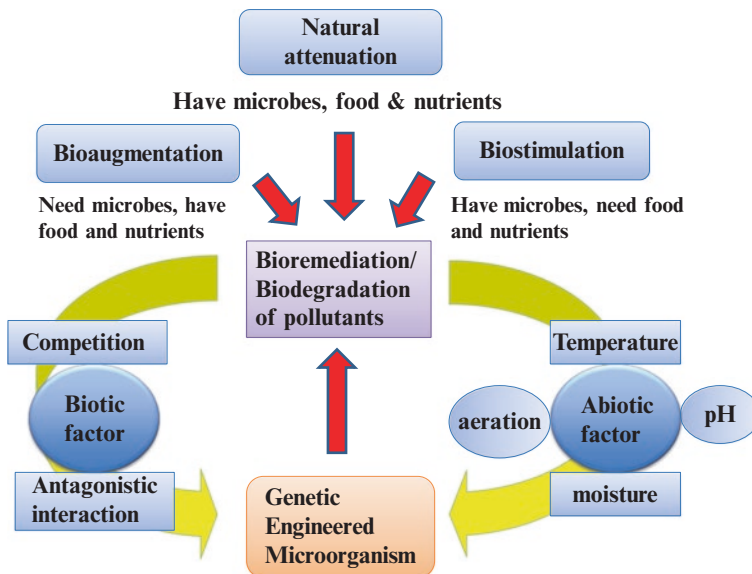 Natural
attenuation
Have microbes, food & nutrients
Bioaugmentation
Need microbes, have
food and nutrients
Biostimulation
Have microbes, need food
and nutrients
Bioremediation/
Biodegradation
of pollutants
Competition
Biotic
factor
Antagonistic
interaction
Temperature
aeration
Abiotic
factor
pH
moisture
Genetic
Engineered
Microorganism